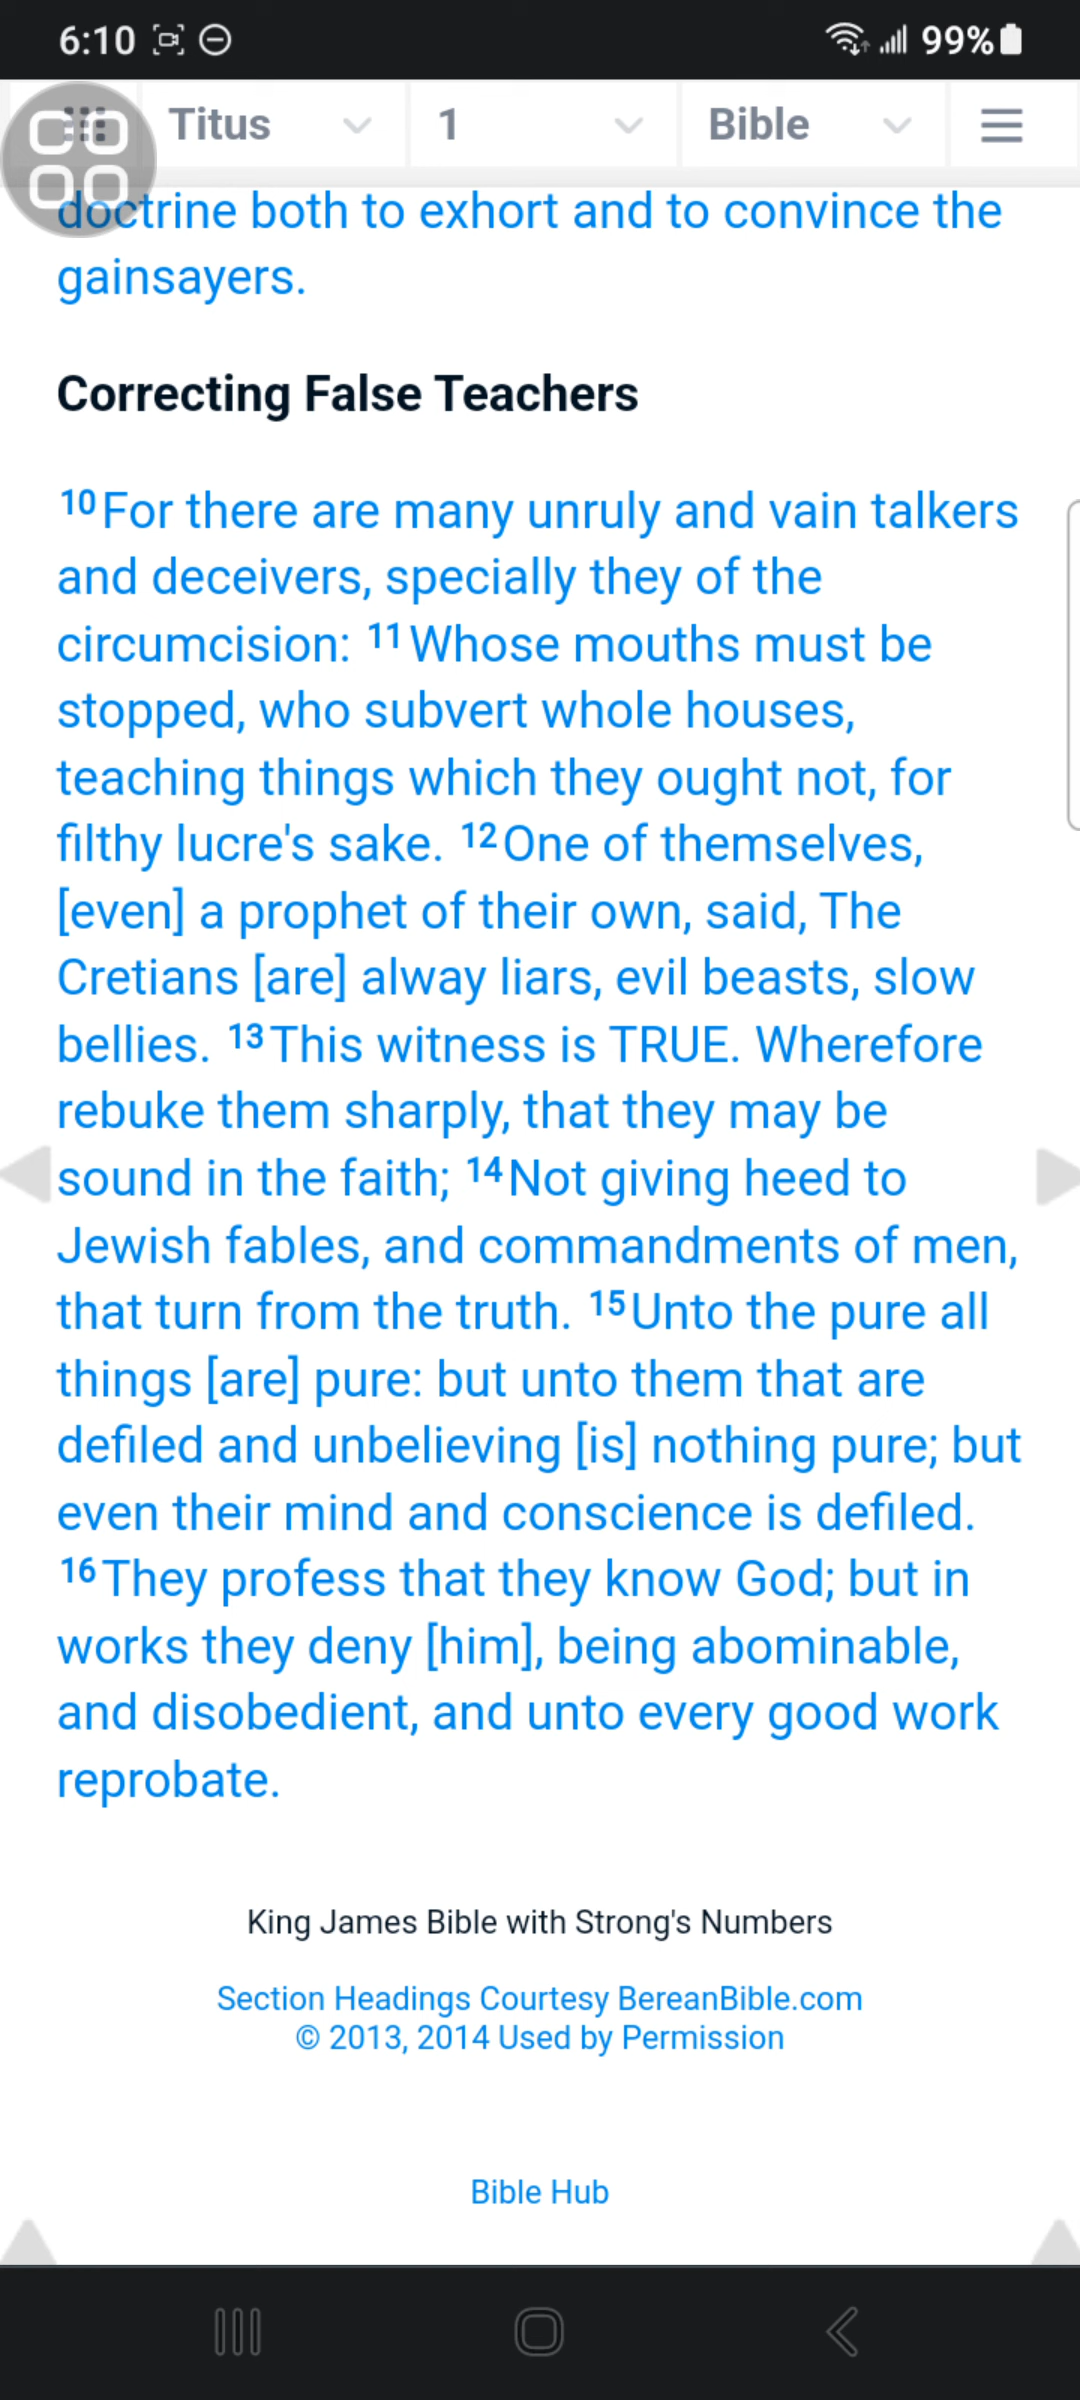 6:10 99%
Titus 1 Bible
doctrine both to exhort and to convince the
gainsayers.
Correcting False Teachers
10 For there are many unruly and vain talkers
and deceivers, specially they of the
circumcision: 11 Whose mouths must be
stopped, who subvert whole houses,
teaching things which they ought not, for
filthy lucre's sake. 12 One of themselves,
[even] a prophet of their own, said, The
Cretians [are] alway liars, evil beasts, slow
bellies. 13 This witness is TRUE. Wherefore
rebuke them sharply, that they may be
sound in the faith; 14 Not giving heed to
Jewish fables, and commandments of men,
that turn from the truth. 15 Unto the pure all
things [are] pure: but unto them that are
defiled and unbelieving [is] nothing pure; but
even their mind and conscience is defiled.
16 They profess that they know God; but in
works they deny [him], being abominable,
and disobedient, and unto every good work
reprobate.
King James Bible with Strong's Numbers
Section Headings Courtesy BereanBible.com
© 2013, 2014 Used by Permission
Bible Hub